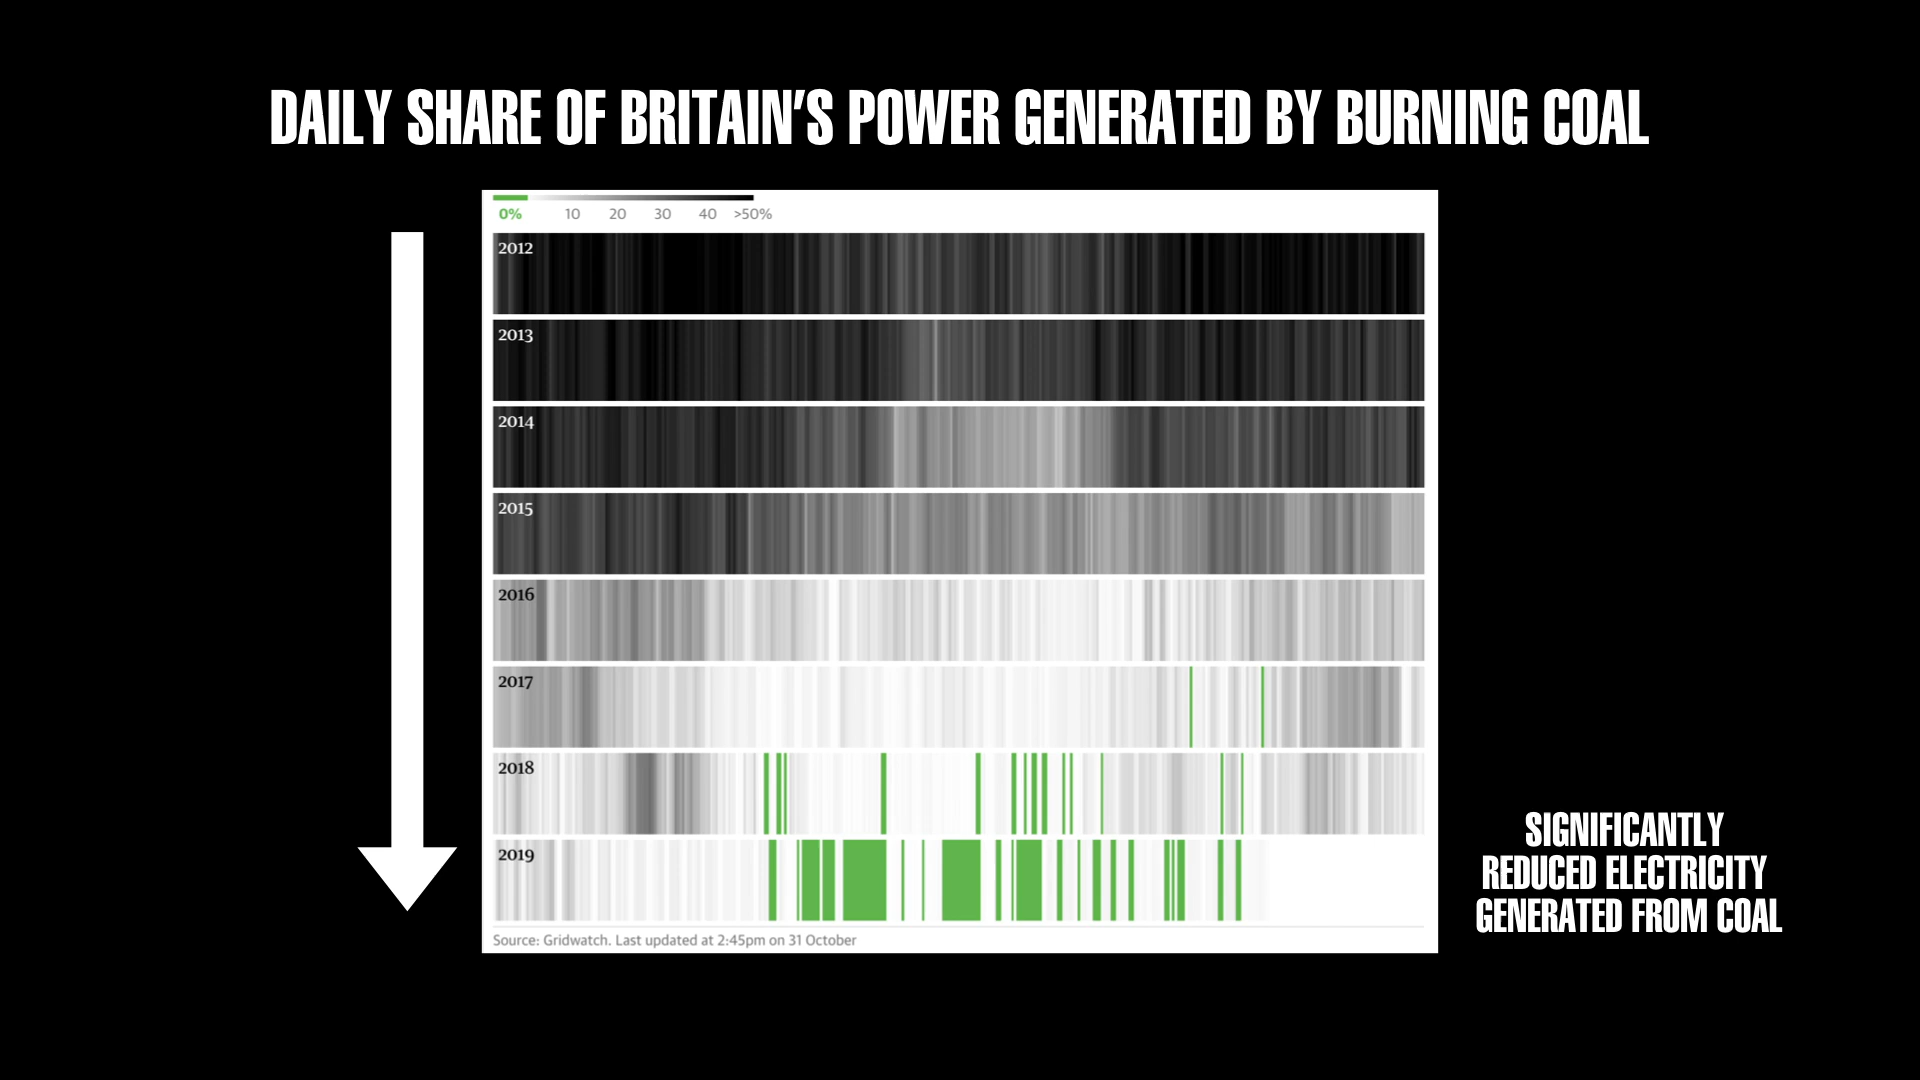 DAILY SHARE OF BRITAIN'S POWER GENERATED BY BURNING COAL
0% 10 20 30 40 >50%
2012
2013
2014
2015
2016
2017
2018
2019
Source: Gridwatch. Last updated at 2:45pm on 31 October
SIGNIFICANTLY
REDUCED ELECTRICITY
GENERATED FROM COAL